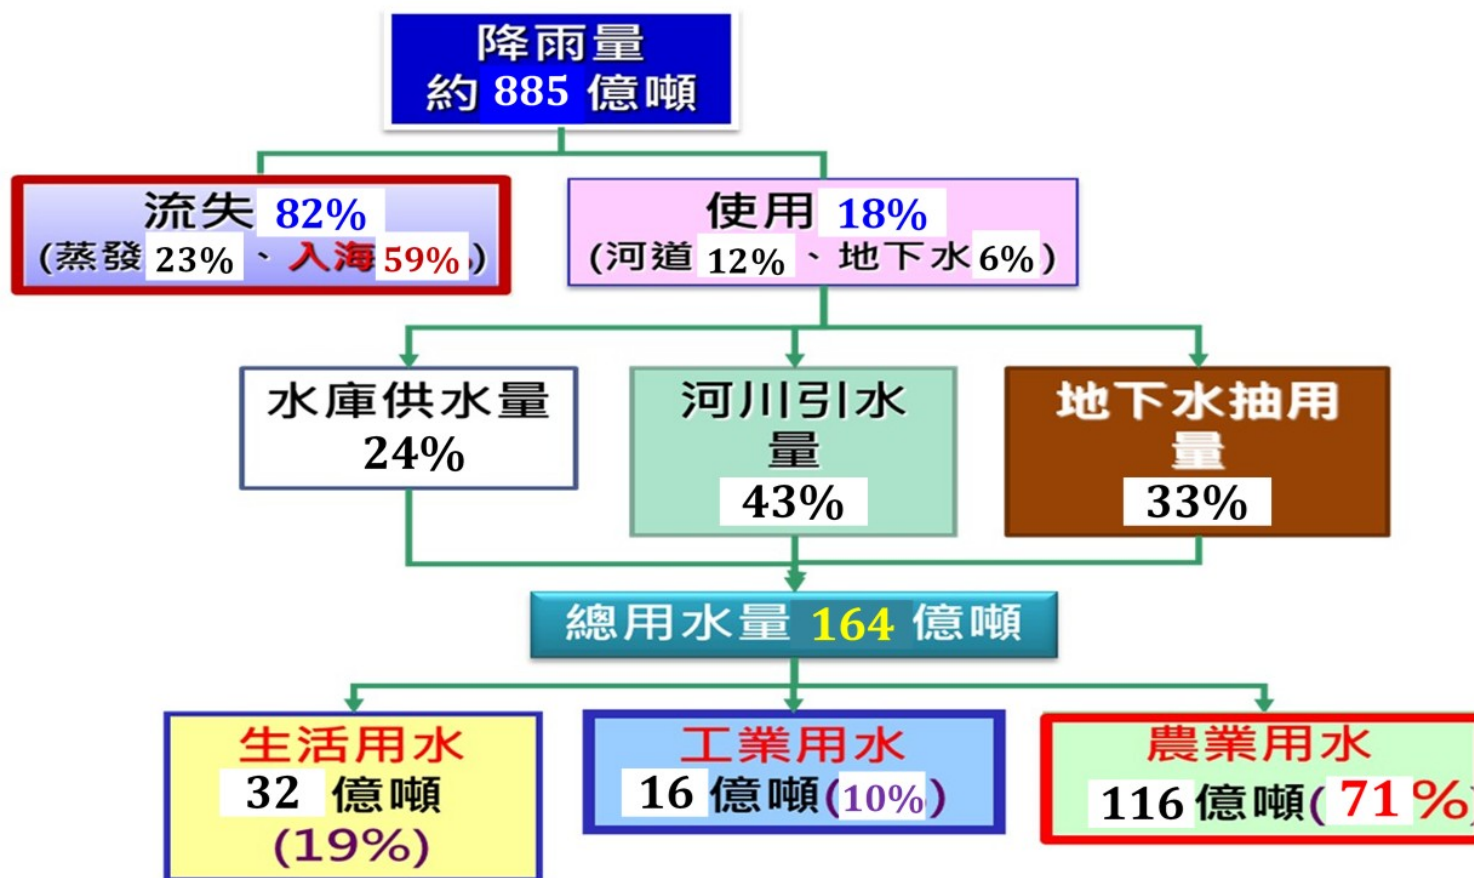 降雨量
約 885 億噸
流失 82%
(蒸發 23% 、入海 59%)
使用 18%
(河道 12% 、地下水 6%)
水庫供水量
24%
河川引水
量
43%
地下水抽用
量
33%
總用水量 164 億噸
生活用水
32 億噸
(19%)
工業用水
16 億噸(10%)
農業用水
116 億噸(71%)